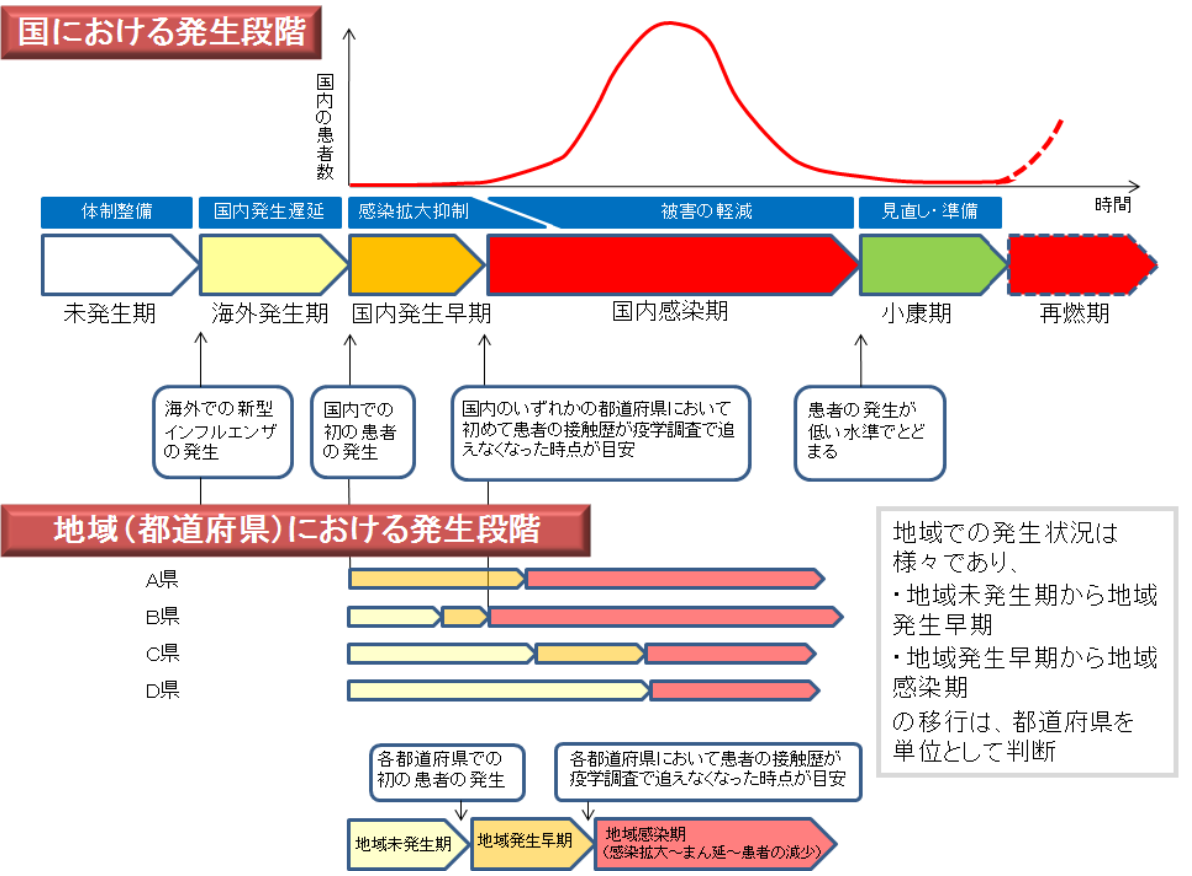 国における発生段階
国内の患者数
時間
体制整備
国内発生遅延
感染拡大抑制
被害の軽減
見直し・準備
未発生期
海外発生期
国内発生早期
国内感染期
小康期
再燃期
海外での新型
インフルエンザ
の発生
国内での
初の患者
の発生
国内のいずれかの都道府県において
初めて患者の接触歴が疫学調査で追
えなくなった時点が目安
患者の発生が
低い水準でとど
まる
地域(都道府県)における発生段階
A県
B県
C県
D県
地域での発生状況は
様々であり、
・地域未発生期から地域
発生早期
・地域発生早期から地域
感染期
の移行は、都道府県を
単位として判断
各都道府県での
初の患者の発生
各都道府県において患者の接触歴が
疫学調査で追えなくなった時点が目安
地域未発生期
地域発生早期
地域感染期
(感染拡大～まん延～患者の減少)